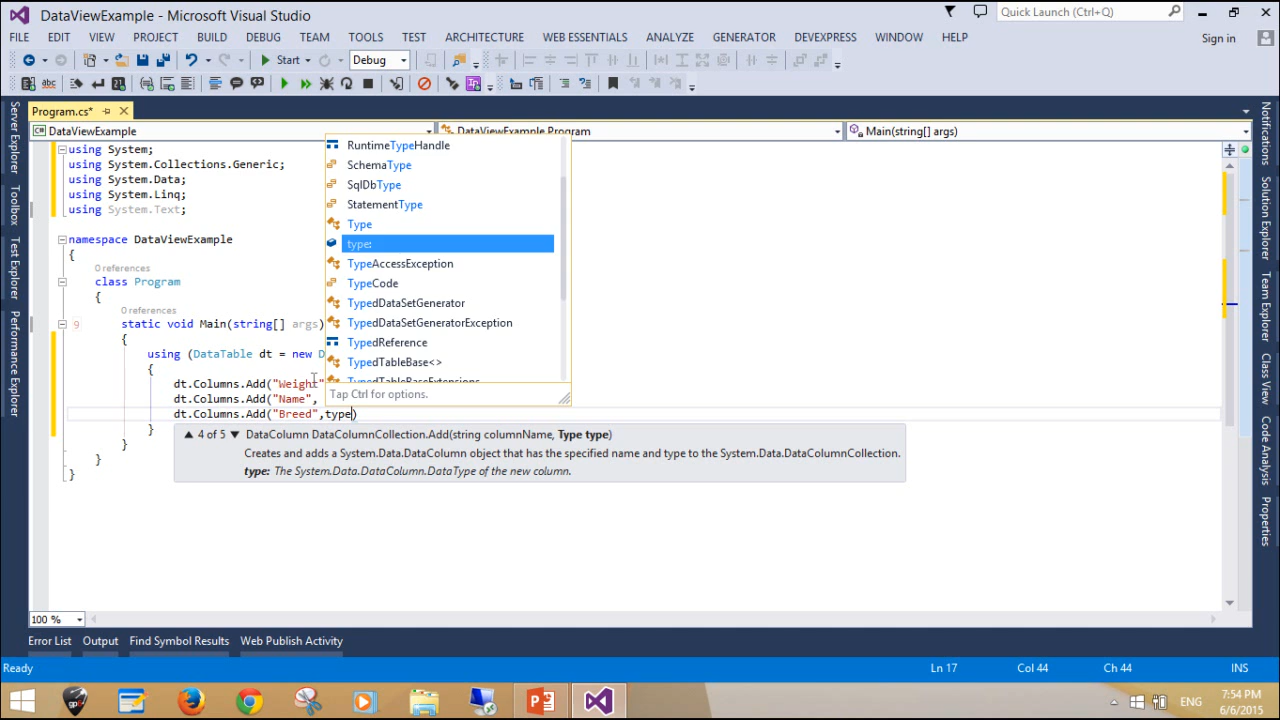 DataViewExample - Microsoft Visual Studio
Quick Launch (Ctrl+Q)
FILE EDIT VIEW PROJECT BUILD DEBUG TEAM TOOLS TEST ARCHITECTURE WEB ESSENTIALS ANALYZE GENERATOR DEVEXPRESS WINDOW HELP
Sign in
Start Debug
Program.cs*
DataViewExample DataViewExample.Program Main(string[] args)
using System;
using System.Collections.Generic;
using System.Data;
using System.Linq;
using System.Text;
namespace DataViewExample
{
0 references
class Program
{
0 references
9 static void Main(string[] args)
{
using (DataTable dt = new D
{
dt.Columns.Add("Weight"
dt.Columns.Add("Name",
dt.Columns.Add("Breed",type)
}
}
}
}
RuntimeTypeHandle
SchemaType
SqlDbType
StatementType
Type
type:
TypeAccessException
TypeCode
TypedDataSetGenerator
TypedDataSetGeneratorException
TypedReference
TypedTableBase<>
TypedTableBaseExtensions
Tap Ctrl for options.
4 of 5 DataColumn DataColumnCollection.Add(string columnName, Type type)
Creates and adds a System.Data.DataColumn object that has the specified name and type to the System.Data.DataColumnCollection.
type: The System.Data.DataColumn.DataType of the new column.
Server Explorer
Toolbox
Test Explorer
Performance Explorer
Notifications
Solution Explorer
Team Explorer
Class View
Code Analysis
Properties
100 %
Error List Output Find Symbol Results Web Publish Activity
Ready Ln 17 Col 44 Ch 44 INS
ENG
7:54 PM
6/6/2015